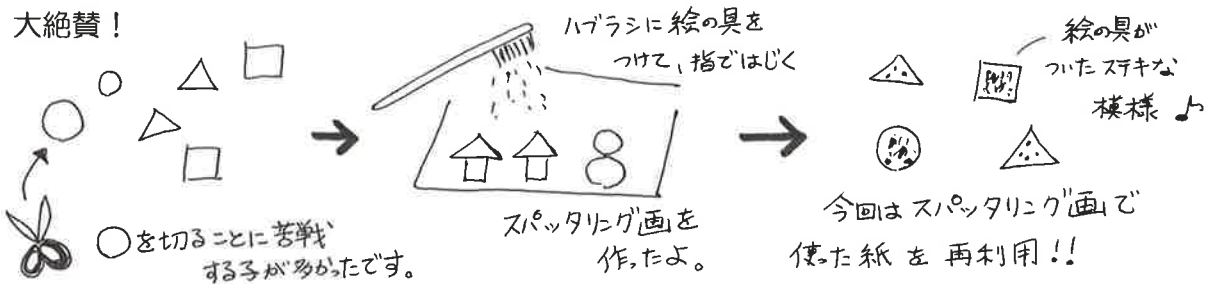 大絶賛！
○を切ることに苦戦
する子が多かったです。
ハブラシに絵の具を
つけて、指ではじく
スパッタリング画を
作ったよ。
絵の具が
ついたステキな
模様♪
今回はスパッタリング画で
使った紙を再利用!!